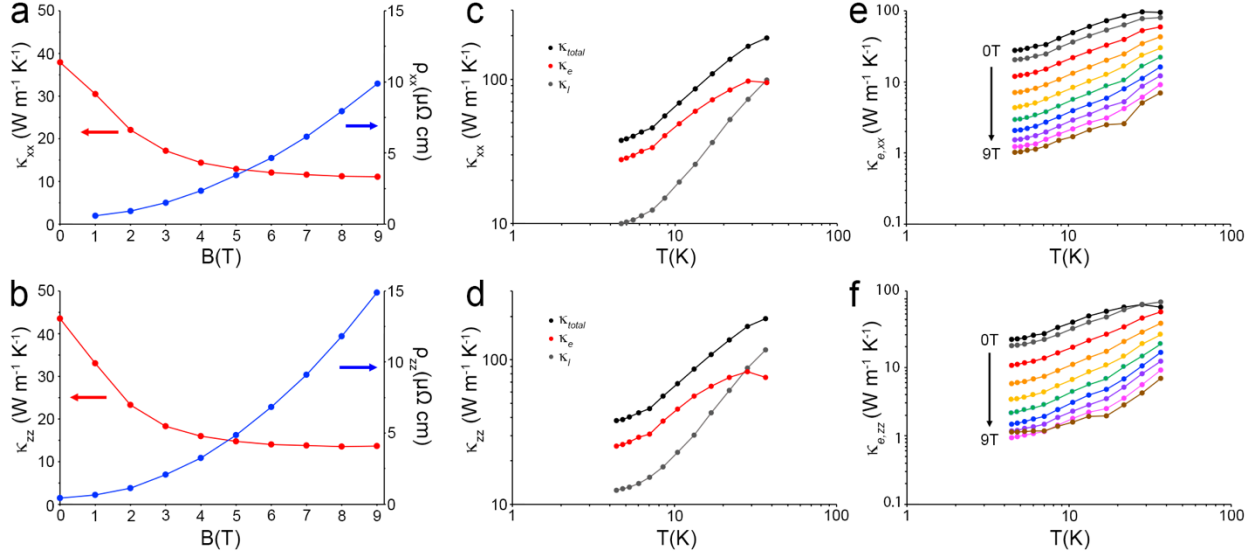 a
50
40
30
20
10
0
κxx (W m-1 K-1)
15
10
5
0
ρxx(μΩ cm)
0 1 2 3 4 5 6 7 8 9
B(T)
c
κtotal
κe
κl
100
10
κxx (W m-1 K-1)
1 10 100
T(K)
e
100
10
1
0.1
κe,xx (W m-1 K-1)
0T
9T
1 10 100
T(K)
b
50
40
30
20
10
0
κzz (W m-1 K-1)
15
10
5
0
ρzz(μΩ cm)
0 1 2 3 4 5 6 7 8 9
B(T)
d
κtotal
κe
κl
100
10
κzz (W m-1 K-1)
1 10 100
T(K)
f
100
10
1
0.1
κe,zz (W m-1 K-1)
0T
9T
1 10 100
T(K)